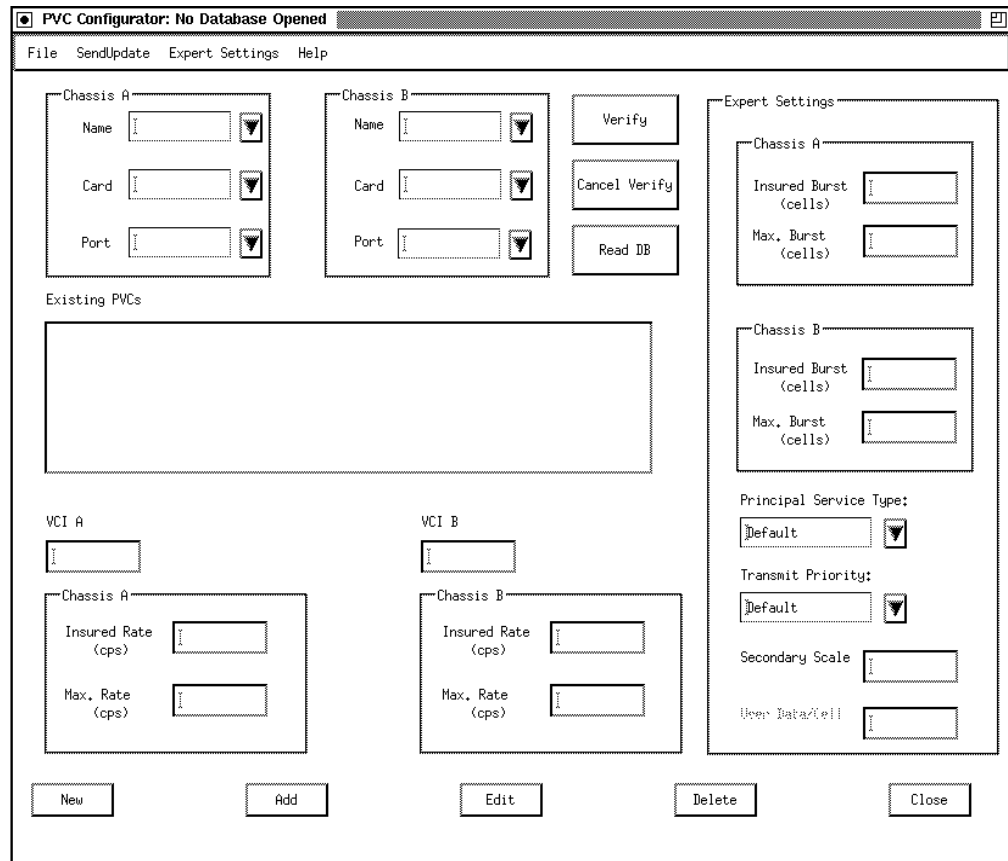 PVC Configurator: No Database Opened
File SendUpdate Expert Settings Help
Chassis A
Name
Card
Port
Chassis B
Name
Card
Port
Verify
Cancel Verify
Read DB
Existing PVCs
VCI A
VCI B
Chassis A
Insured Rate
(cps)
Max. Rate
(cps)
Chassis B
Insured Rate
(cps)
Max. Rate
(cps)
Expert Settings
Chassis A
Insured Burst
(cells)
Max. Burst
(cells)
Chassis B
Insured Burst
(cells)
Max. Burst
(cells)
Principal Service Type:
Default
Transmit Priority:
Default
Secondary Scale
User Data/Cell
New Add Edit Delete Close